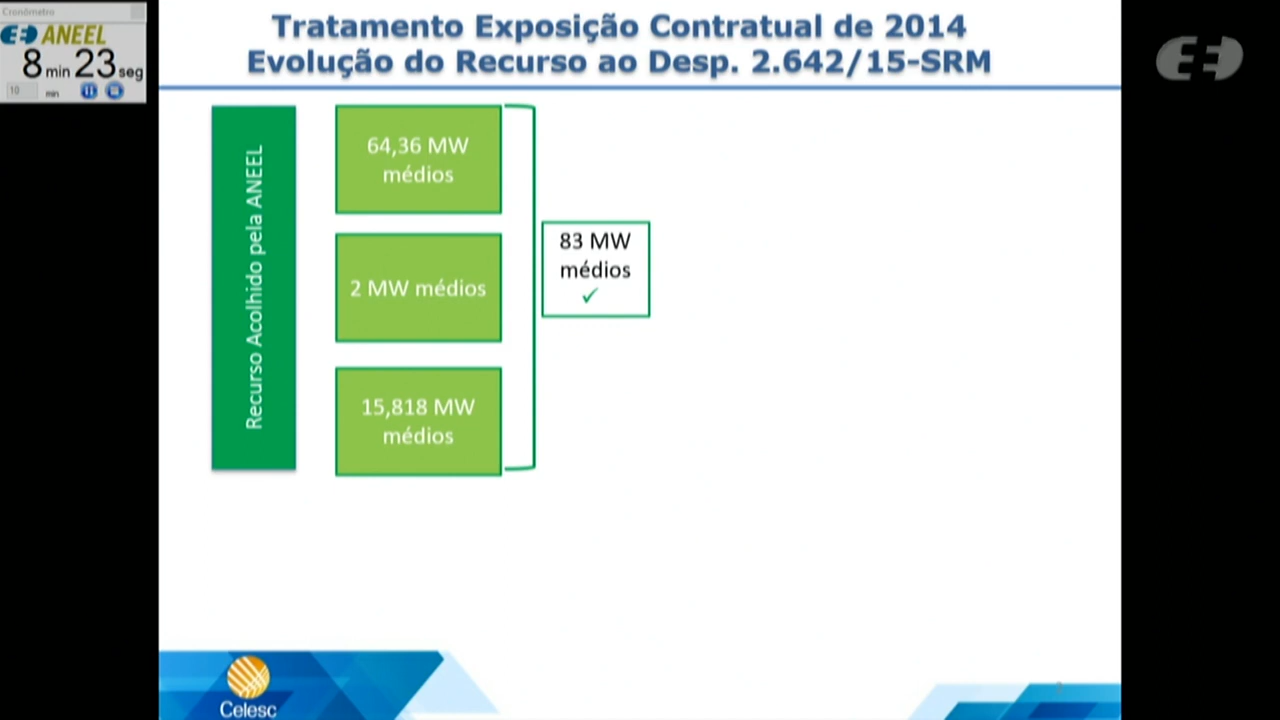 Cronômetro
ANEEL
8 min 23 seg
10 min
Tratamento Exposição Contratual de 2014
Evolução do Recurso ao Desp. 2.642/15-SRM
Recurso Acolhido pela ANEEL
64,36 MW
médios
2 MW médios
15,818 MW
médios
83 MW
médios
✓
Celesc